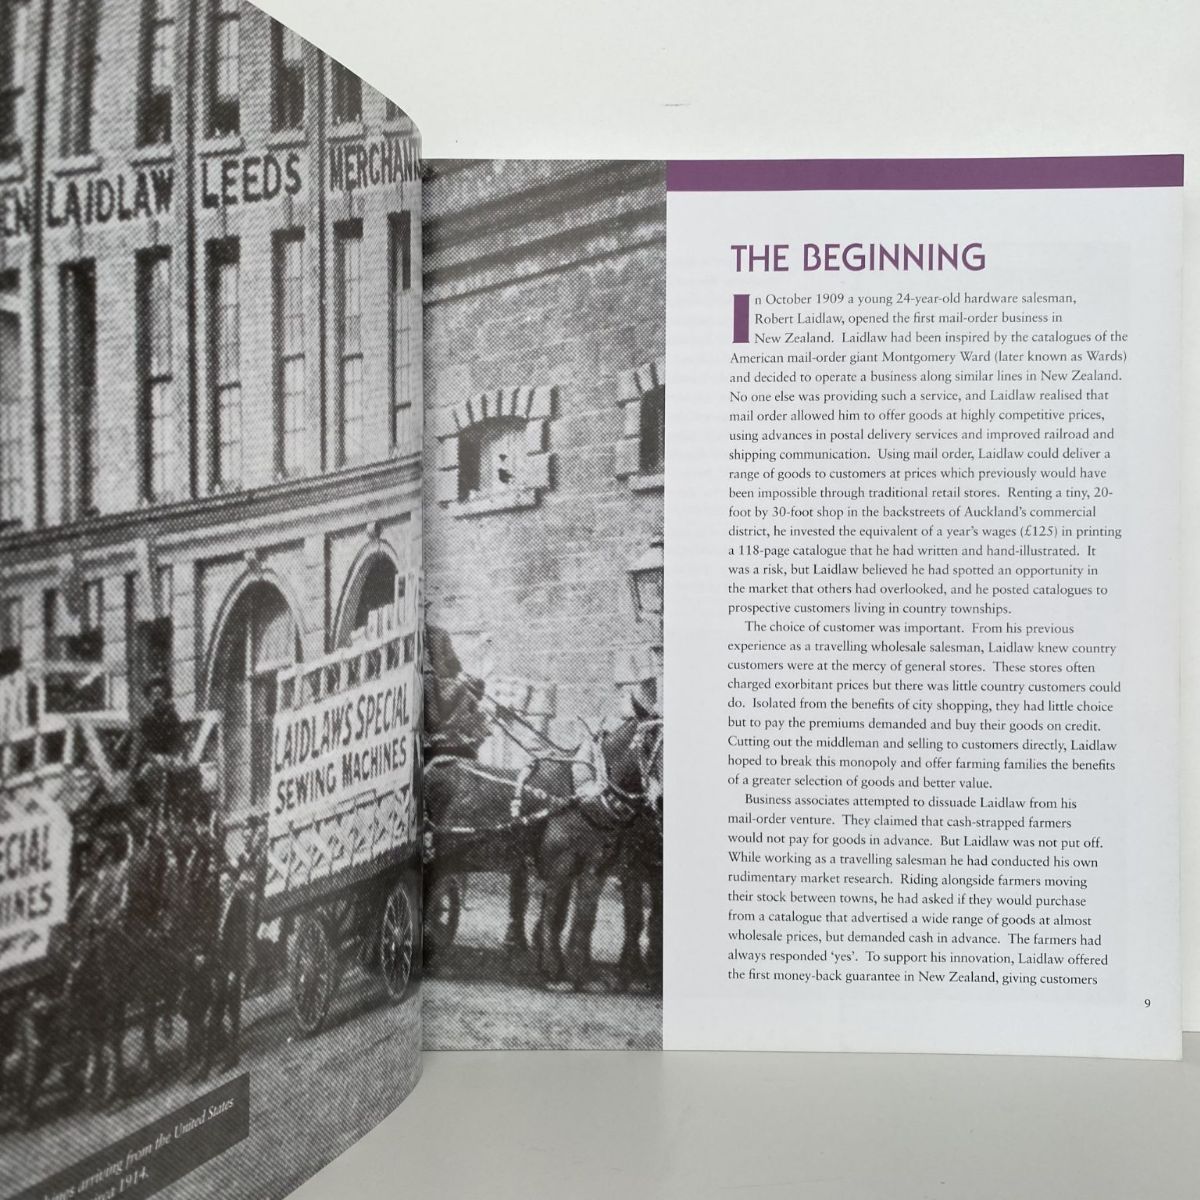 EN LAIDLAW LEEDS MERCHAN
LAIDLAW'S SPECIAL
SEWING MACHINES
ECIAL
INES
arriving from the United States
1914.
THE BEGINNING
In October 1909 a young 24-year-old hardware salesman,
Robert Laidlaw, opened the first mail-order business in
New Zealand. Laidlaw had been inspired by the catalogues of the
American mail-order giant Montgomery Ward (later known as Wards)
and decided to operate a business along similar lines in New Zealand.
No one else was providing such a service, and Laidlaw realised that
mail order allowed him to offer goods at highly competitive prices,
using advances in postal delivery services and improved railroad and
shipping communication. Using mail order, Laidlaw could deliver a
range of goods to customers at prices which previously would have
been impossible through traditional retail stores. Renting a tiny, 20-
foot by 30-foot shop in the backstreets of Auckland's commercial
district, he invested the equivalent of a year's wages (£125) in printing
a 118-page catalogue that he had written and hand-illustrated. It
was a risk, but Laidlaw believed he had spotted an opportunity in
the market that others had overlooked, and he posted catalogues to
prospective customers living in country townships.
The choice of customer was important. From his previous
experience as a travelling wholesale salesman, Laidlaw knew country
customers were at the mercy of general stores. These stores often
charged exorbitant prices but there was little country customers could
do. Isolated from the benefits of city shopping, they had little choice
but to pay the premiums demanded and buy their goods on credit.
Cutting out the middleman and selling to customers directly, Laidlaw
hoped to break this monopoly and offer farming families the benefits
of a greater selection of goods and better value.
Business associates attempted to dissuade Laidlaw from his
mail-order venture. They claimed that cash-strapped farmers
would not pay for goods in advance. But Laidlaw was not put off.
While working as a travelling salesman he had conducted his own
rudimentary market research. Riding alongside farmers moving
their stock between towns, he had asked if they would purchase
from a catalogue that advertised a wide range of goods at almost
wholesale prices, but demanded cash in advance. The farmers had
always responded 'yes'. To support his innovation, Laidlaw offered
the first money-back guarantee in New Zealand, giving customers
9